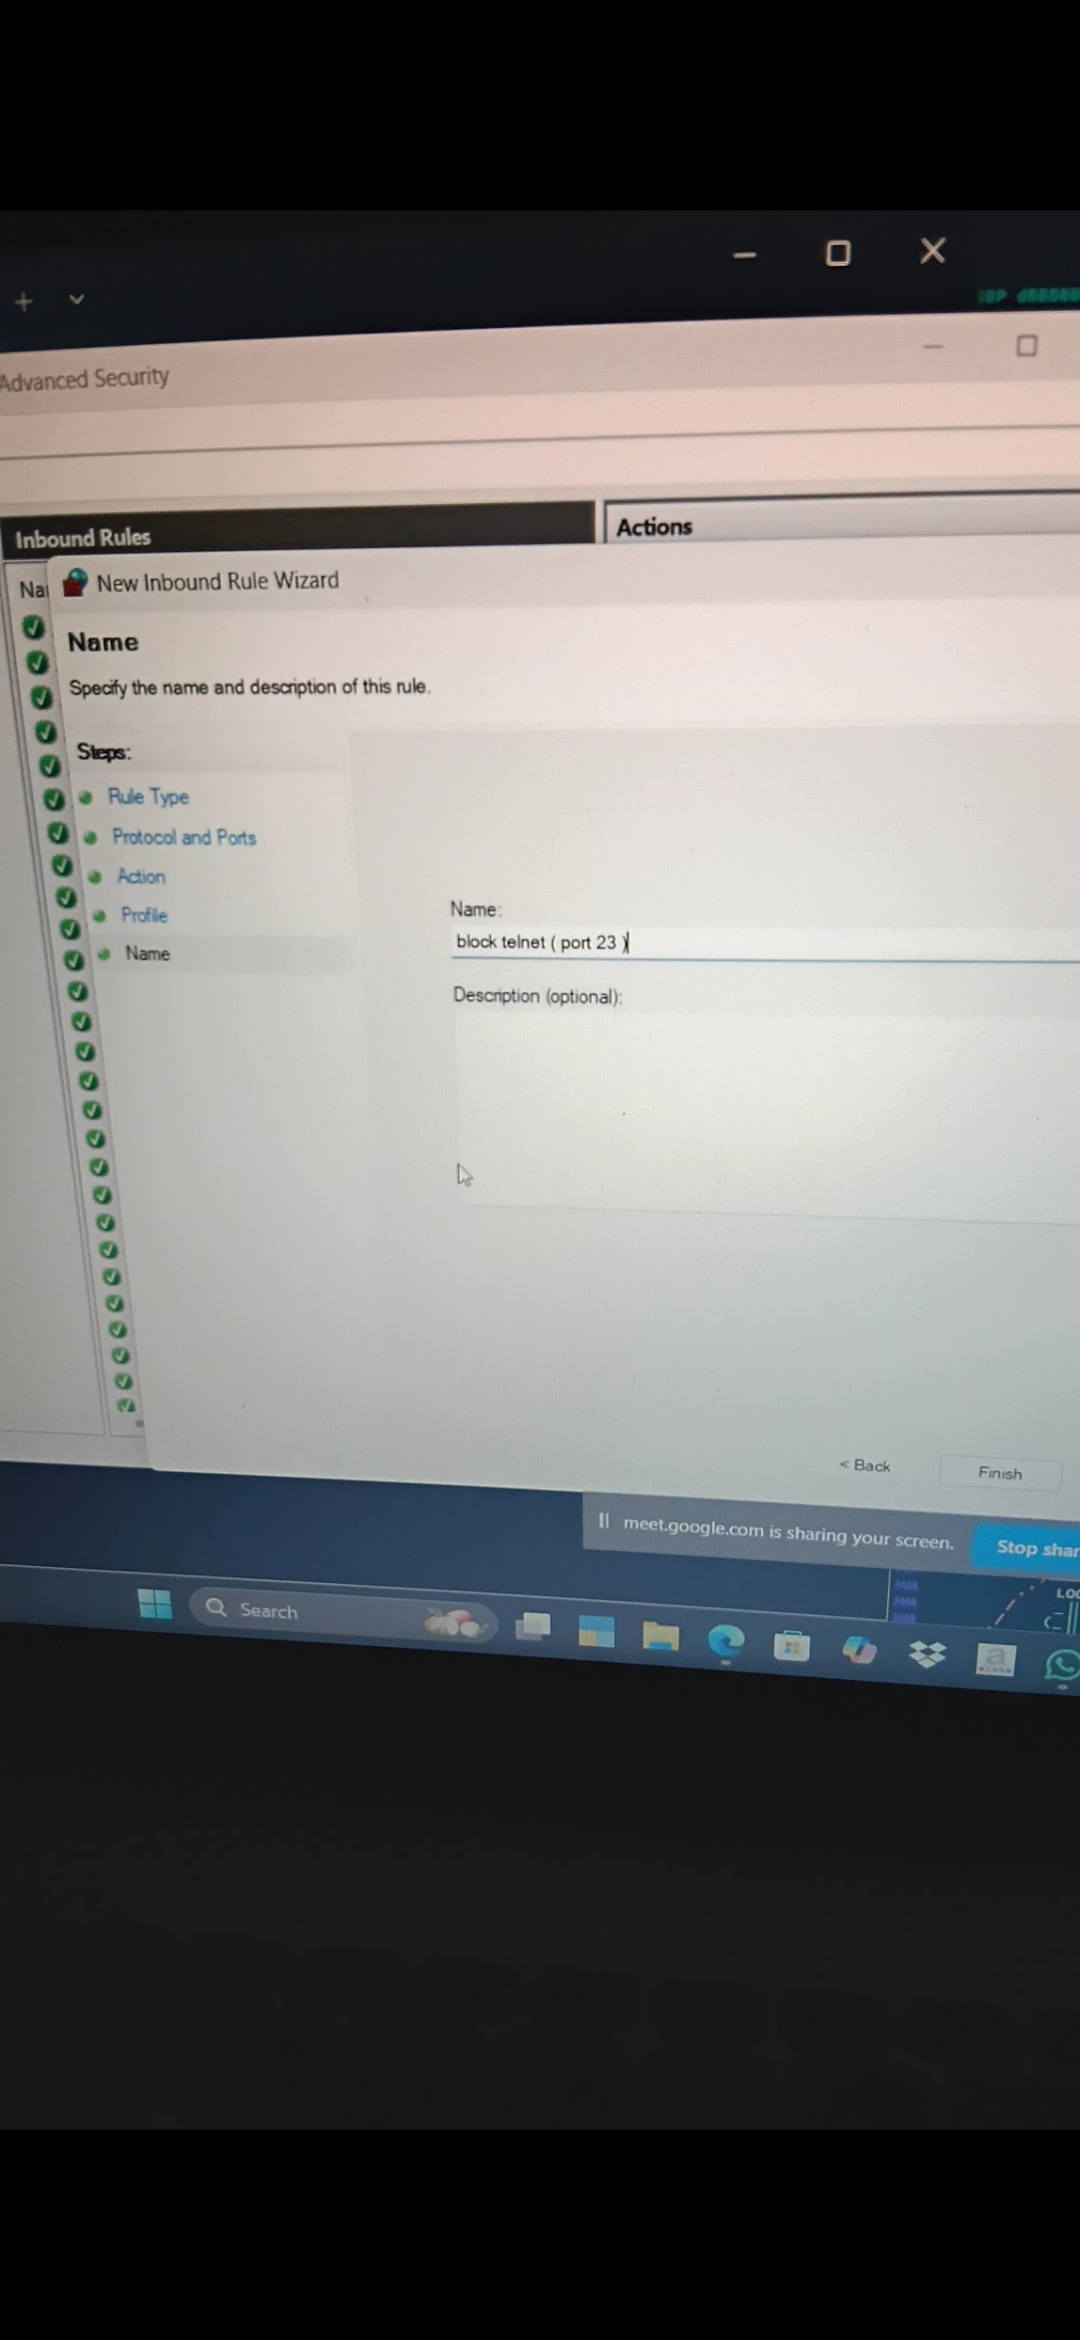 Advanced Security
Inbound Rules
Actions
New Inbound Rule Wizard
Name
Specify the name and description of this rule.
Steps:
Rule Type
Protocol and Ports
Action
Profile
Name
Name:
block telnet ( port 23 )
Description (optional):
< Back
Finish
meet.google.com is sharing your screen.
Stop shar
Search